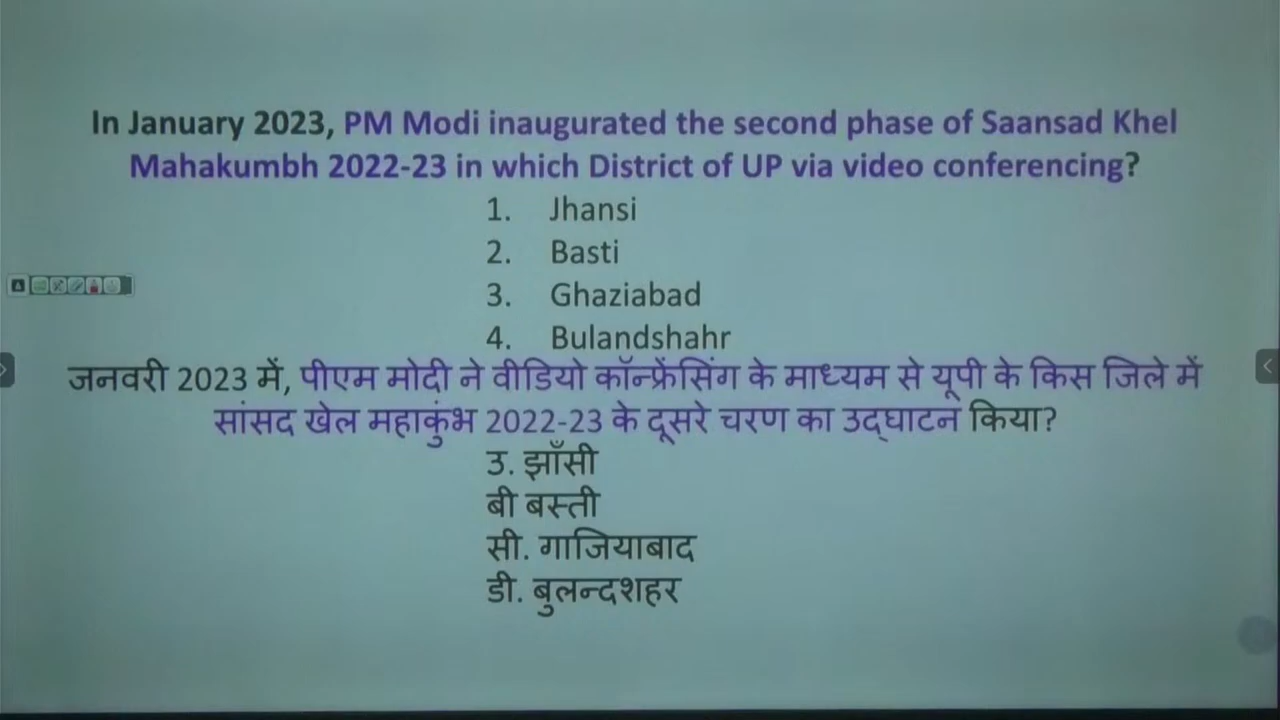 In January 2023, PM Modi inaugurated the second phase of Saansad Khel
Mahakumbh 2022-23 in which District of UP via video conferencing?
1. Jhansi
2. Basti
3. Ghaziabad
4. Bulandshahr
जनवरी 2023 में, पीएम मोदी ने वीडियो कॉन्फ्रेंसिंग के माध्यम से यूपी के किस जिले में
सांसद खेल महाकुंभ 2022-23 के दूसरे चरण का उद्घाटन किया?
उ. झाँसी
बी बस्ती
सी. गाजियाबाद
डी. बुलन्दशहर